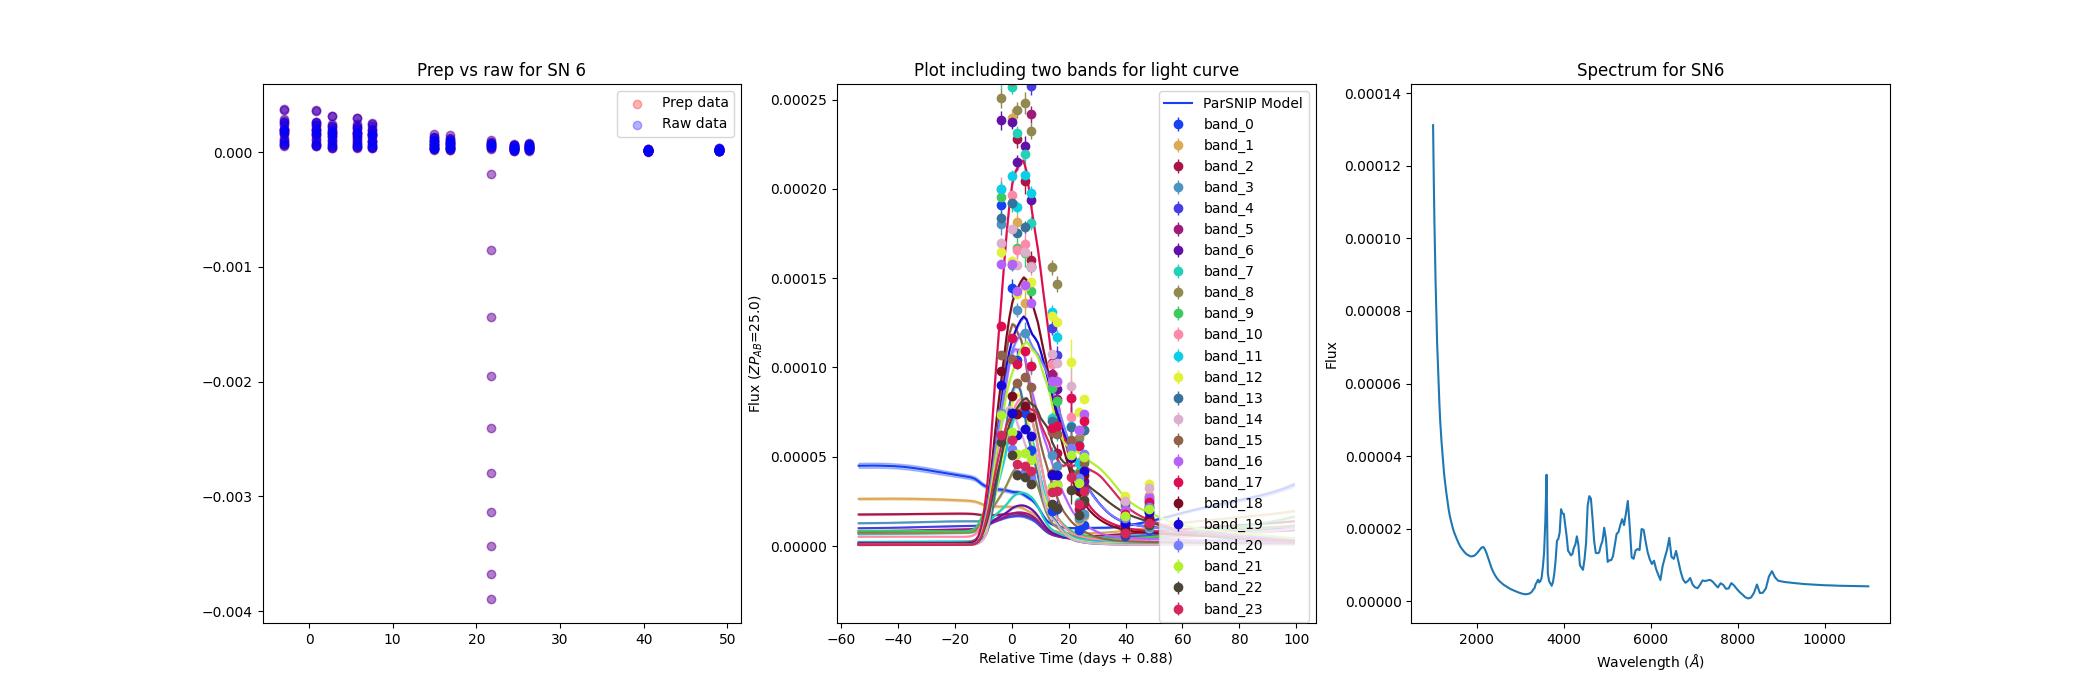 Prep vs raw for SN 6
Prep data
Raw data
0.000
−0.001
−0.002
−0.003
−0.004
0
10
20
30
40
50
Plot including two bands for light curve
Flux (ZP_AB=25.0)
0.00025
0.00020
0.00015
0.00010
0.00005
0.00000
−60
−40
−20
0
20
40
60
80
100
Relative Time (days + 0.88)
ParSNIP Model
band_0
band_1
band_2
band_3
band_4
band_5
band_6
band_7
band_8
band_9
band_10
band_11
band_12
band_13
band_14
band_15
band_16
band_17
band_18
band_19
band_20
band_21
band_22
band_23
Spectrum for SN6
Flux
0.00014
0.00012
0.00010
0.00008
0.00006
0.00004
0.00002
0.00000
2000
4000
6000
8000
10000
Wavelength (Å)